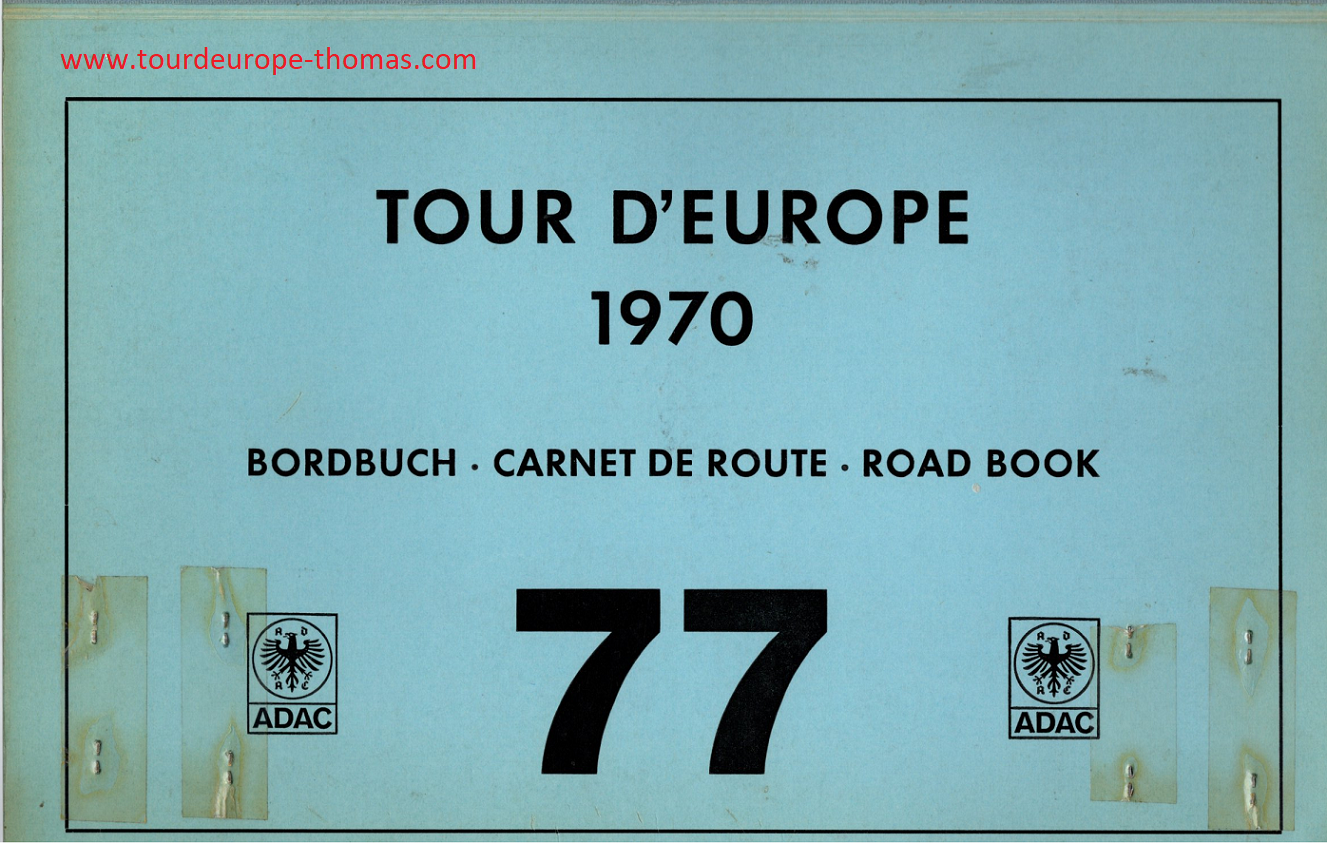 www.tourdeurope-thomas.com
TOUR D’EUROPE
1970
BORDBUCH · CARNET DE ROUTE · ROAD BOOK
77
A D A C
ADAC
A D A C
ADAC